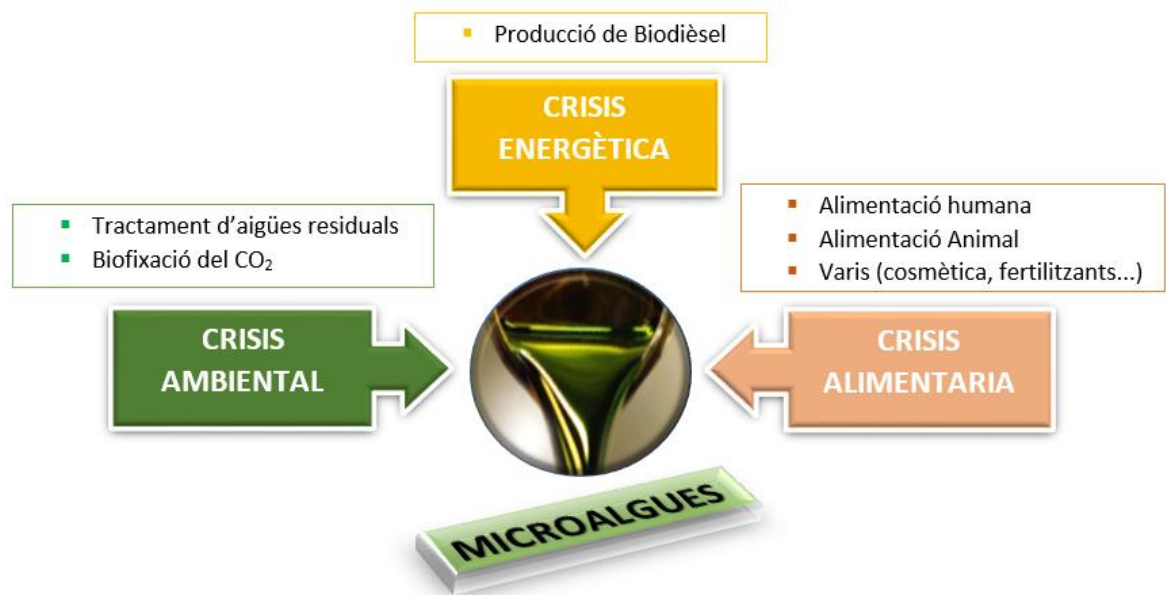 Producció de Biodièsel
CRISIS
ENERGÈTICA
Tractament d'aigües residuals
Biofixació del CO₂
CRISIS
AMBIENTAL
Alimentació humana
Alimentació Animal
Varis (cosmètica, fertilitzants...)
CRISIS
ALIMENTARIA
MICROALGUES